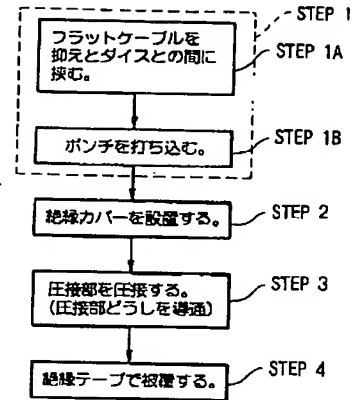 STEP 1
フラットケーブルを
抑えとダイスとの間に
挟む。
STEP 1A
ポンチを打ち込む。
STEP 1B
絶縁カバーを設置する。
STEP 2
圧接部を圧接する。
(圧接部どうしを導通)
STEP 3
絶縁テープで被覆する。
STEP 4